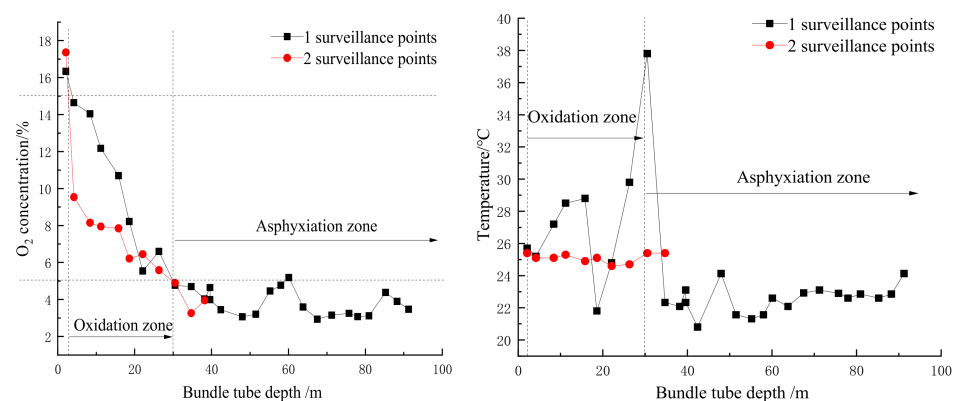 1 surveillance points
2 surveillance points
18
16
14
12
10
8
6
4
2
O2 concentration/%
Asphyxiation zone
Oxidation zone
0 20 40 60 80 100
Bundle tube depth /m
1 surveillance points
2 surveillance points
40
38
36
34
32
30
28
26
24
22
20
Temperature/°C
Oxidation zone
Asphyxiation zone
0 20 40 60 80 100
Bundle tube depth /m